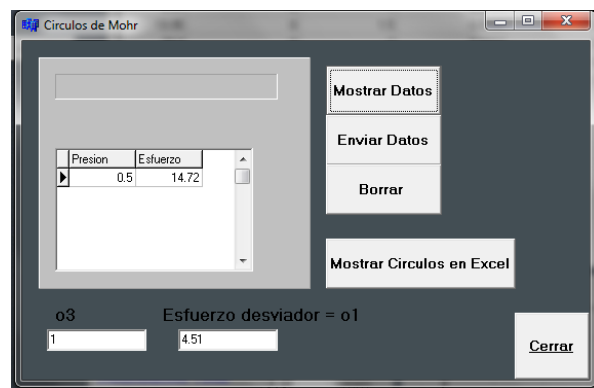 Circulos de Mohr
Mostrar Datos
Enviar Datos
Borrar
Presion Esfuerzo
0.5 14.72
Mostrar Circulos en Excel
o3 Esfuerzo desviador = o1
1 4.51
Cerrar